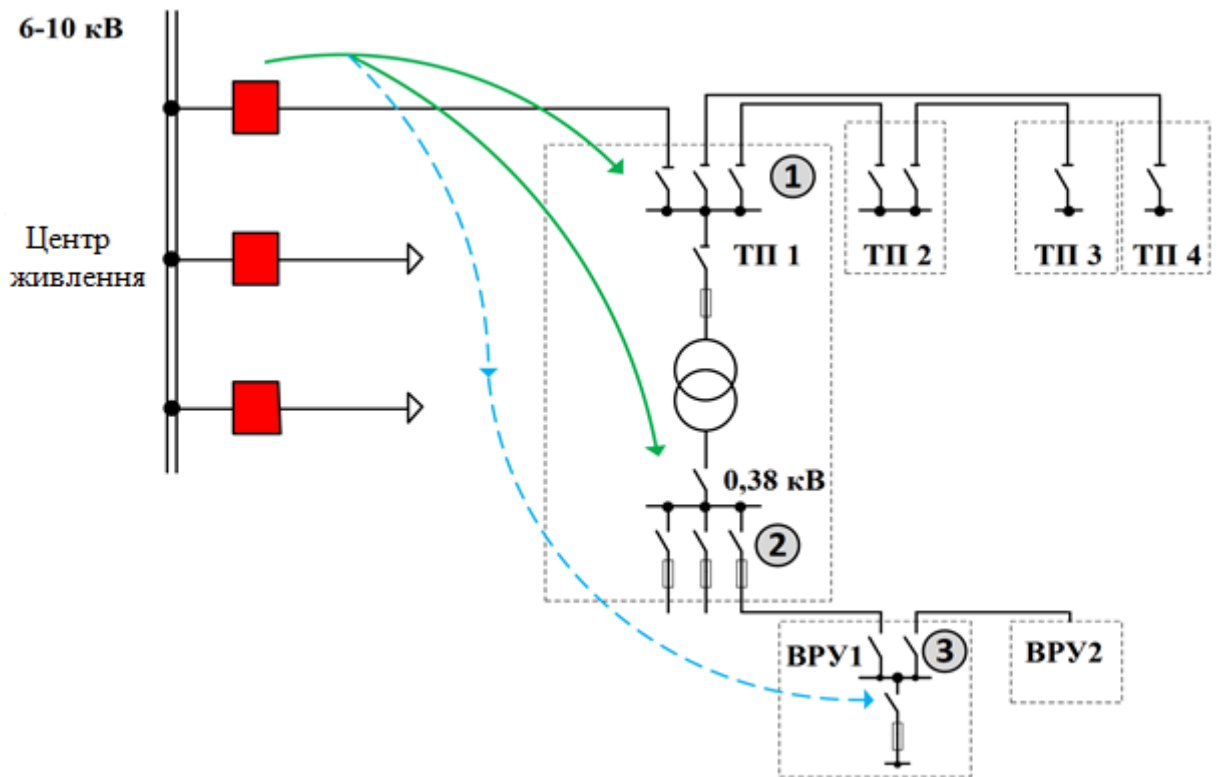 6-10 кВ
1
Центр
живлення
ТП 1
ТП 2
ТП 3
ТП 4
0,38 кВ
2
ВРУ1
3
ВРУ2